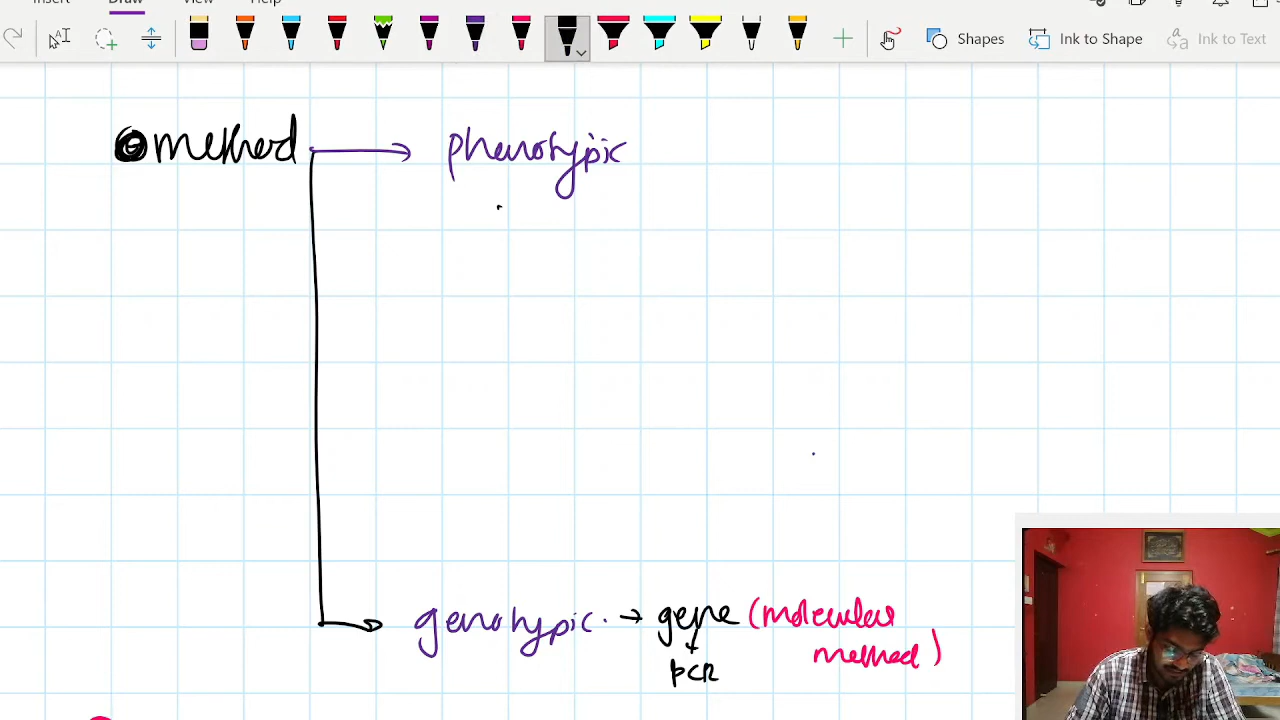 Insert Draw View Help
Shapes Ink to Shape Ink to Text
method → phenotypic
genotypic → gene (molecular
method)
↓
PCR